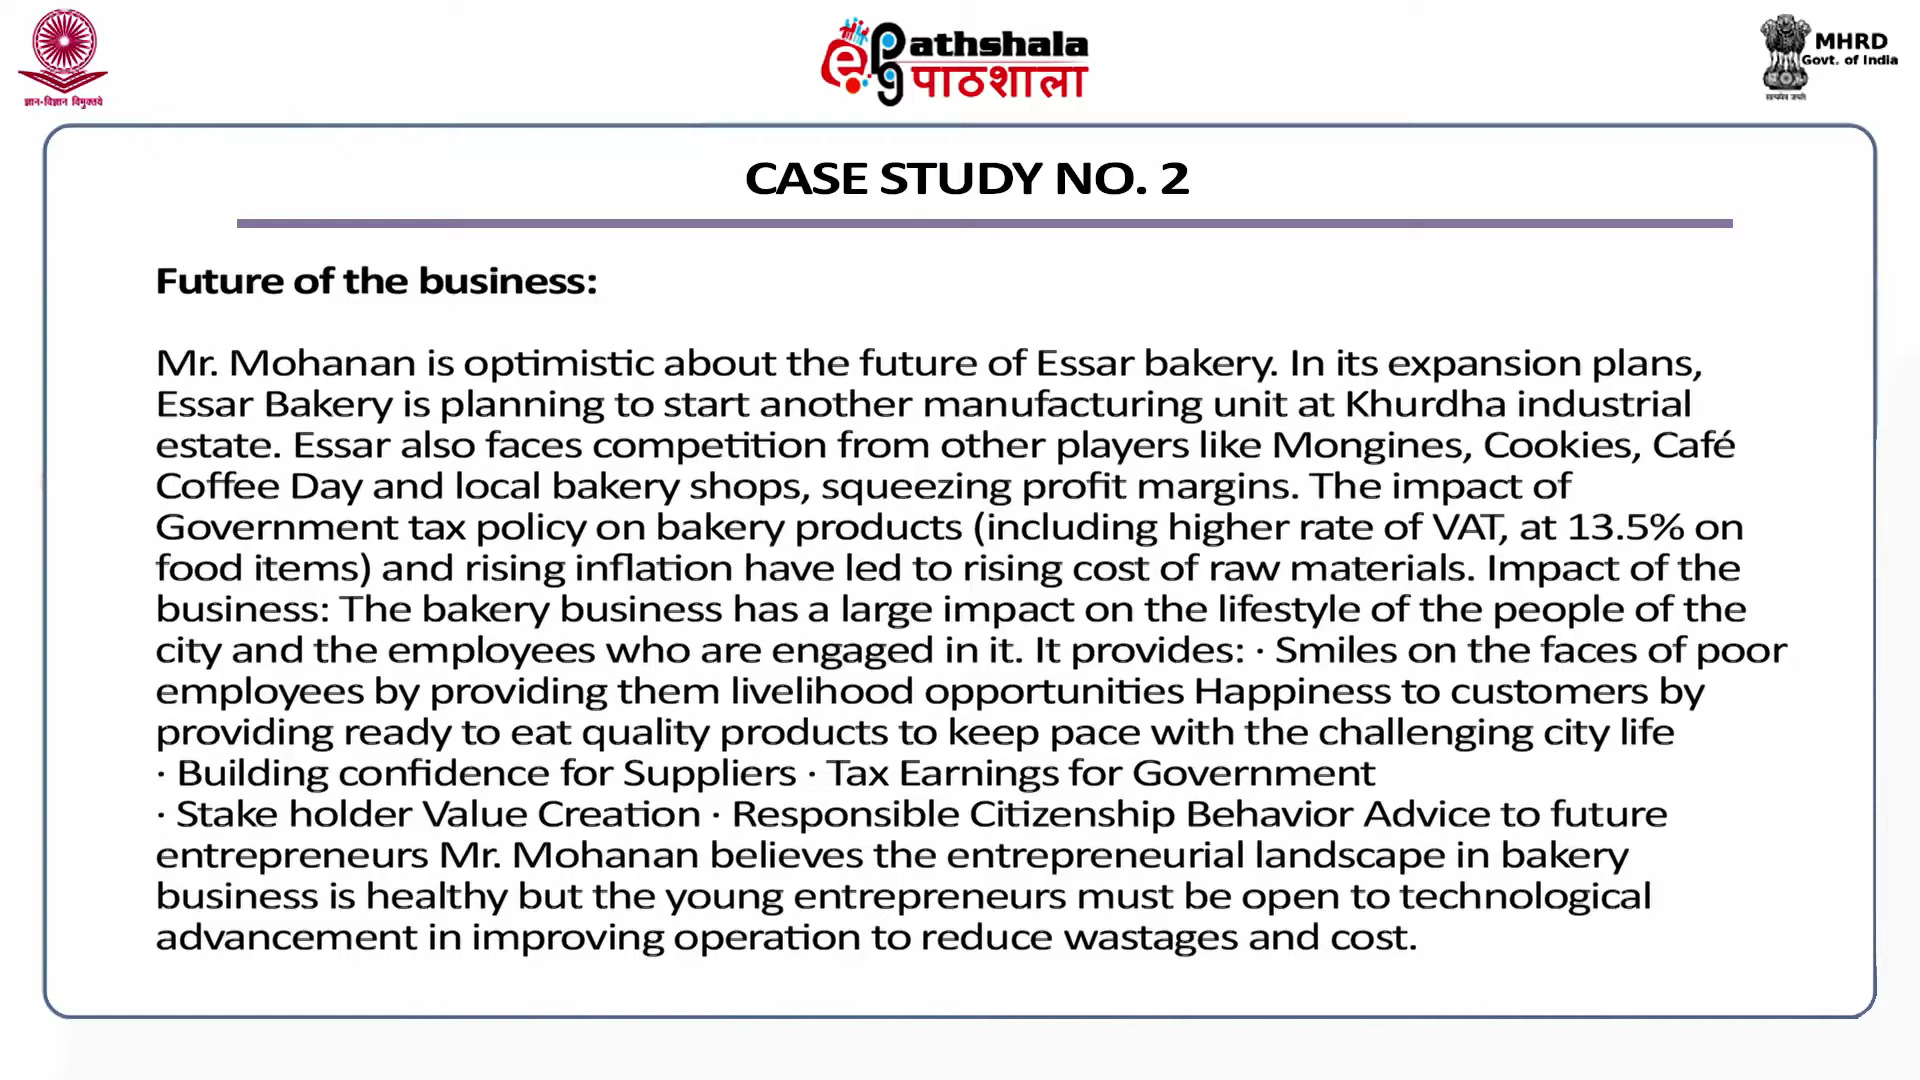 ज्ञान-विज्ञान विमुक्तये
ePg Pathshala
पाठशाला
MHRD
Govt. of India
सत्यमेव जयते
CASE STUDY NO. 2
Future of the business:
Mr. Mohanan is optimistic about the future of Essar bakery. In its expansion plans,
Essar Bakery is planning to start another manufacturing unit at Khurdha industrial
estate. Essar also faces competition from other players like Mongines, Cookies, Café
Coffee Day and local bakery shops, squeezing profit margins. The impact of
Government tax policy on bakery products (including higher rate of VAT, at 13.5% on
food items) and rising inflation have led to rising cost of raw materials. Impact of the
business: The bakery business has a large impact on the lifestyle of the people of the
city and the employees who are engaged in it. It provides: · Smiles on the faces of poor
employees by providing them livelihood opportunities Happiness to customers by
providing ready to eat quality products to keep pace with the challenging city life
· Building confidence for Suppliers · Tax Earnings for Government
· Stake holder Value Creation · Responsible Citizenship Behavior Advice to future
entrepreneurs Mr. Mohanan believes the entrepreneurial landscape in bakery
business is healthy but the young entrepreneurs must be open to technological
advancement in improving operation to reduce wastages and cost.